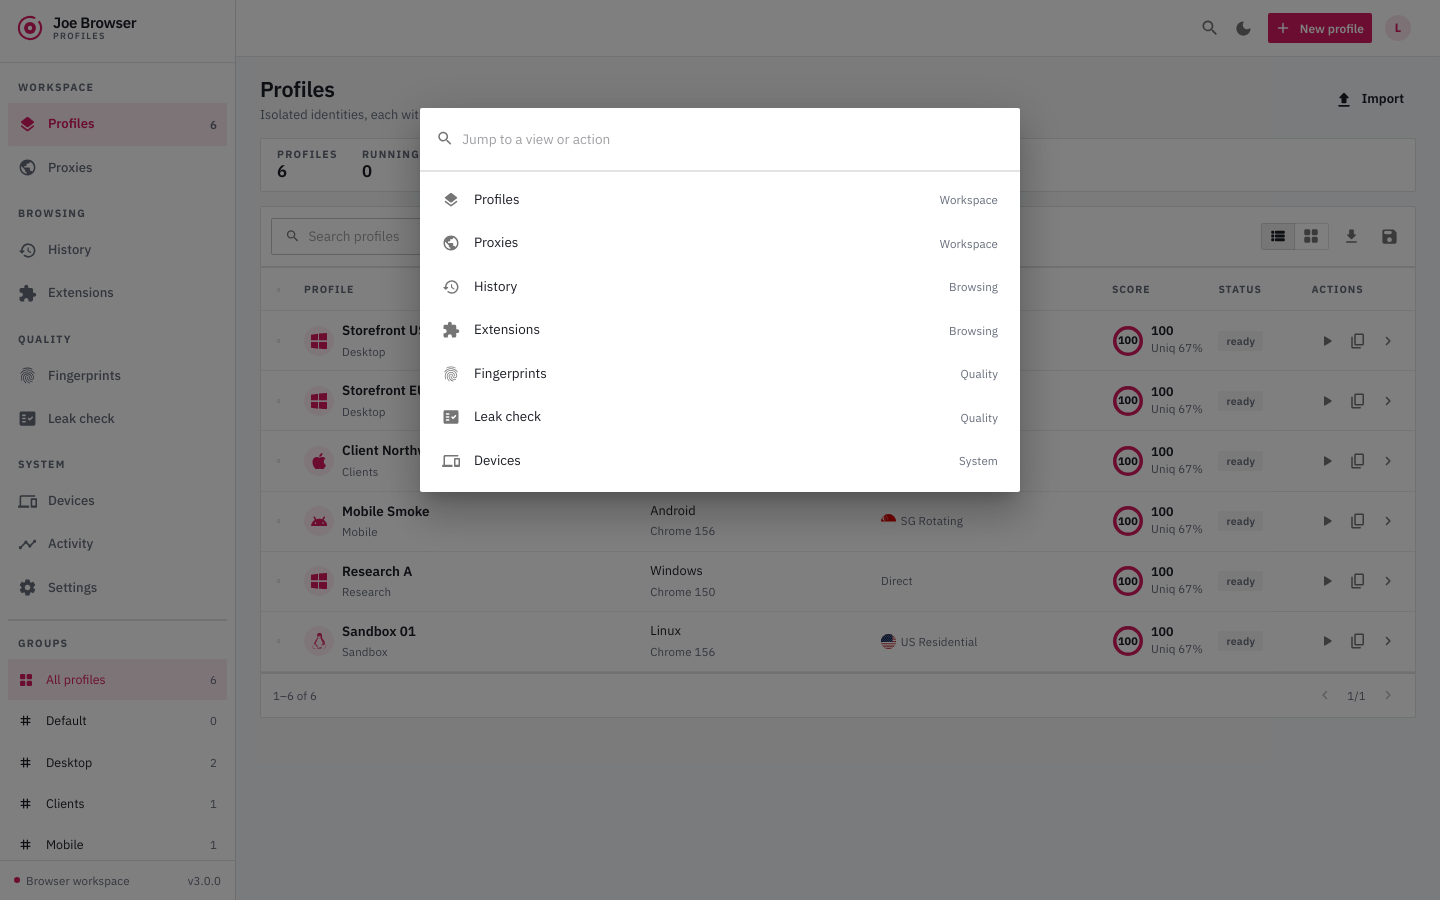 Joe Browser
PROFILES
New profile
L
WORKSPACE
Profiles 6
Proxies
BROWSING
History
Extensions
QUALITY
Fingerprints
Leak check
SYSTEM
Devices
Activity
Settings
GROUPS
All profiles 6
Default 0
Desktop 2
Clients 1
Mobile 1
Browser workspace v3.0.0
Profiles
Isolated identities, each
Import
PROFILES RUNNING
6 0
Search profiles
PROFILE SCORE STATUS ACTIONS
Storefront
Desktop
100 100 Uniq 67% ready
Storefront
Desktop
100 100 Uniq 67% ready
Client
Clients
100 100 Uniq 67% ready
Mobile Smoke
Mobile
Android
Chrome 156
SG Rotating
100 100 Uniq 67% ready
Research A
Research
Windows
Chrome 150
Direct
100 100 Uniq 67% ready
Sandbox 01
Sandbox
Linux
Chrome 156
US Residential
100 100 Uniq 67% ready
1–6 of 6 1/1
Jump to a view or action
Profiles Workspace
Proxies Workspace
History Browsing
Extensions Browsing
Fingerprints Quality
Leak check Quality
Devices System